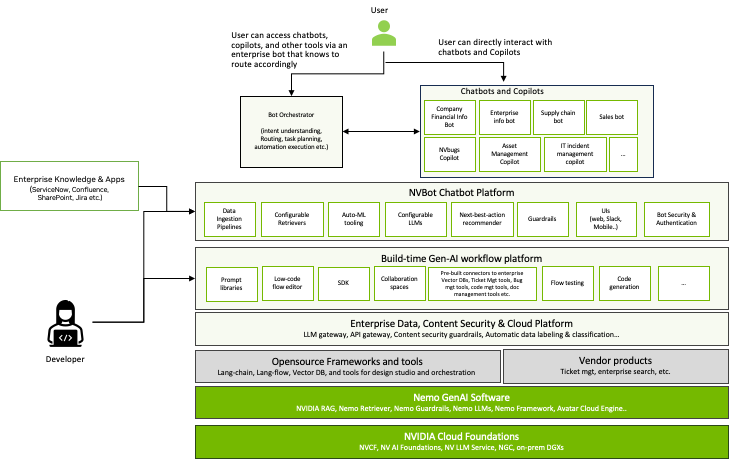 User
User can access chatbots,
copilots, and other tools via an
enterprise bot that knows to
route accordingly
User can directly interact with
chatbots and Copilots
Bot Orchestrator
(intent understanding,
Routing, task planning,
automation execution etc.)
Chatbots and Copilots
Company
Financial Info
Bot
Enterprise
info bot
Supply chain
bot
Sales bot
NVbugs
Copilot
Asset
Management
Copilot
IT incident
management
copilot
...
Enterprise Knowledge & Apps
(ServiceNow, Confluence,
SharePoint, Jira etc.)
NVBot Chatbot Platform
Data
Ingestion
Pipelines
Configurable
Retrievers
Auto-ML
tooling
Configurable
LLMs
Next-best-action
recommender
Guardrails
UIs
(web, Slack,
Mobile..)
Bot Security &
Authentication
Build-time Gen-AI workflow platform
Prompt
libraries
Low-code
flow editor
SDK
Collaboration
spaces
Pre-built connectors to enterprise
Vector DBs, Ticket Mgt tools, Bug
mgt tools, code mgt tools, doc
management tools etc.
Flow testing
Code
generation
...
Developer
Enterprise Data, Content Security & Cloud Platform
LLM gateway, API gateway, Content security guardrails, Automatic data labeling & classification...
Opensource Frameworks and tools
Lang-chain, Lang-flow, Vector DB, and tools for design studio and orchestration
Vendor products
Ticket mgt, enterprise search, etc.
Nemo GenAI Software
NVIDIA RAG, Nemo Retriever, Nemo Guardrails, Nemo LLMs, Nemo Framework, Avatar Cloud Engine..
NVIDIA Cloud Foundations
NVCF, NV AI Foundations, NV LLM Service, NGC, on-prem DGXs